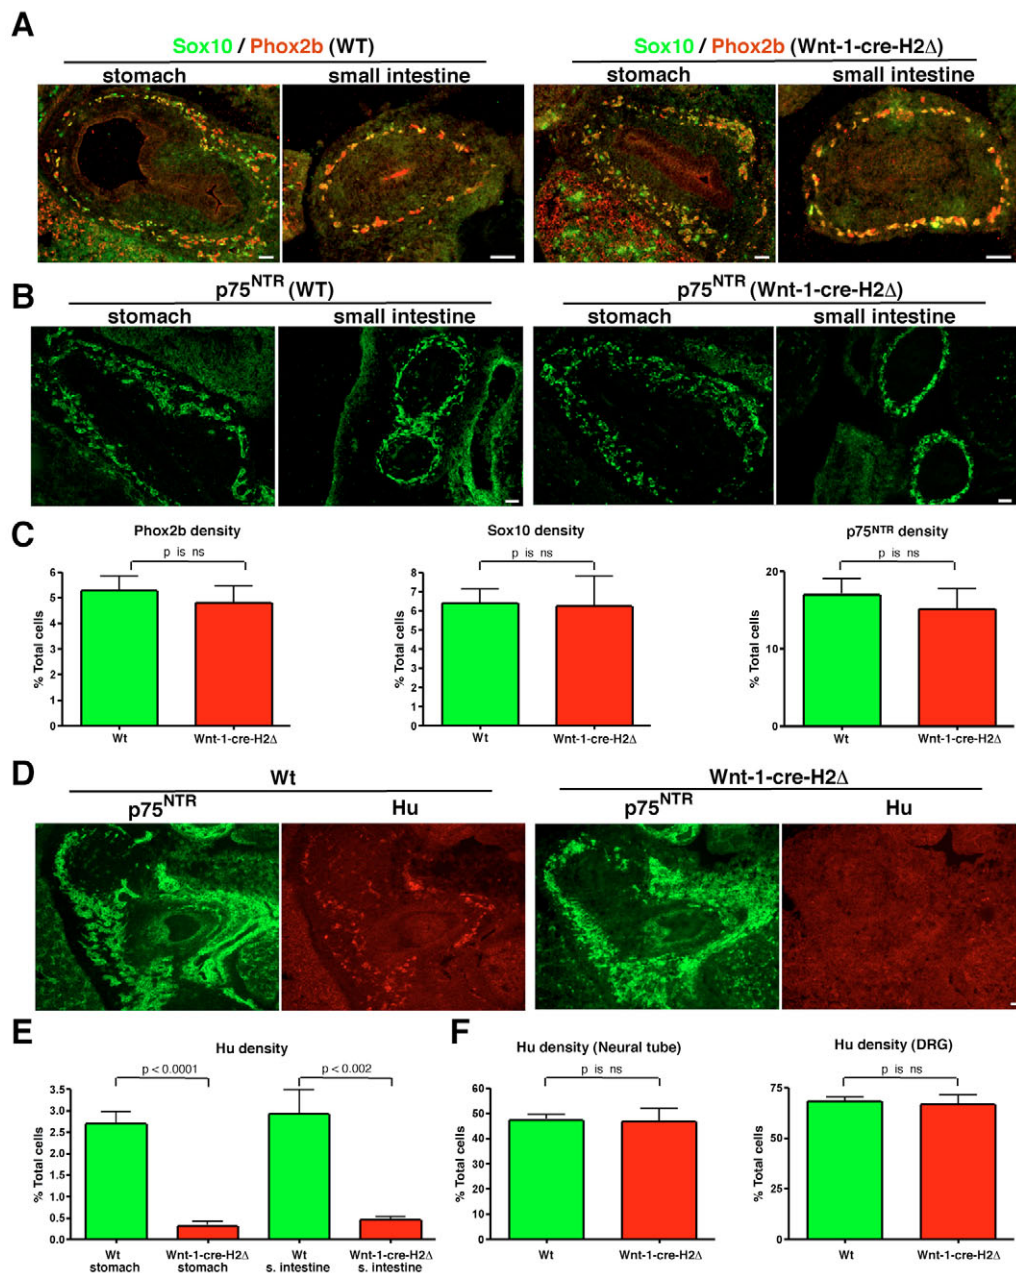 A
Sox10 / Phox2b (WT)
Sox10 / Phox2b (Wnt-1-cre-H2Δ)
stomach
small intestine
stomach
small intestine
B
p75NTR (WT)
p75NTR (Wnt-1-cre-H2Δ)
stomach
small intestine
stomach
small intestine
C
Phox2b density
p is ns
% Total cells
6
5
4
3
2
1
0
Wt
Wnt-1-cre-H2Δ
Sox10 density
p is ns
% Total cells
8
7
6
5
4
3
2
1
0
Wt
Wnt-1-cre-H2Δ
p75NTR density
p is ns
% Total cells
20
10
0
Wt
Wnt-1-cre-H2Δ
D
Wt
Wnt-1-cre-H2Δ
p75NTR
Hu
p75NTR
Hu
E
Hu density
p < 0.0001
p < 0.002
% Total cells
3.5
3.0
2.5
2.0
1.5
1.0
0.5
0.0
Wt
stomach
Wnt-1-cre-H2Δ
stomach
Wt
s. intestine
Wnt-1-cre-H2Δ
s. intestine
F
Hu density (Neural tube)
p is ns
% Total cells
60
50
40
30
20
10
0
Wt
Wnt-1-cre-H2Δ
Hu density (DRG)
p is ns
% Total cells
75
50
25
0
Wt
Wnt-1-cre-H2Δ